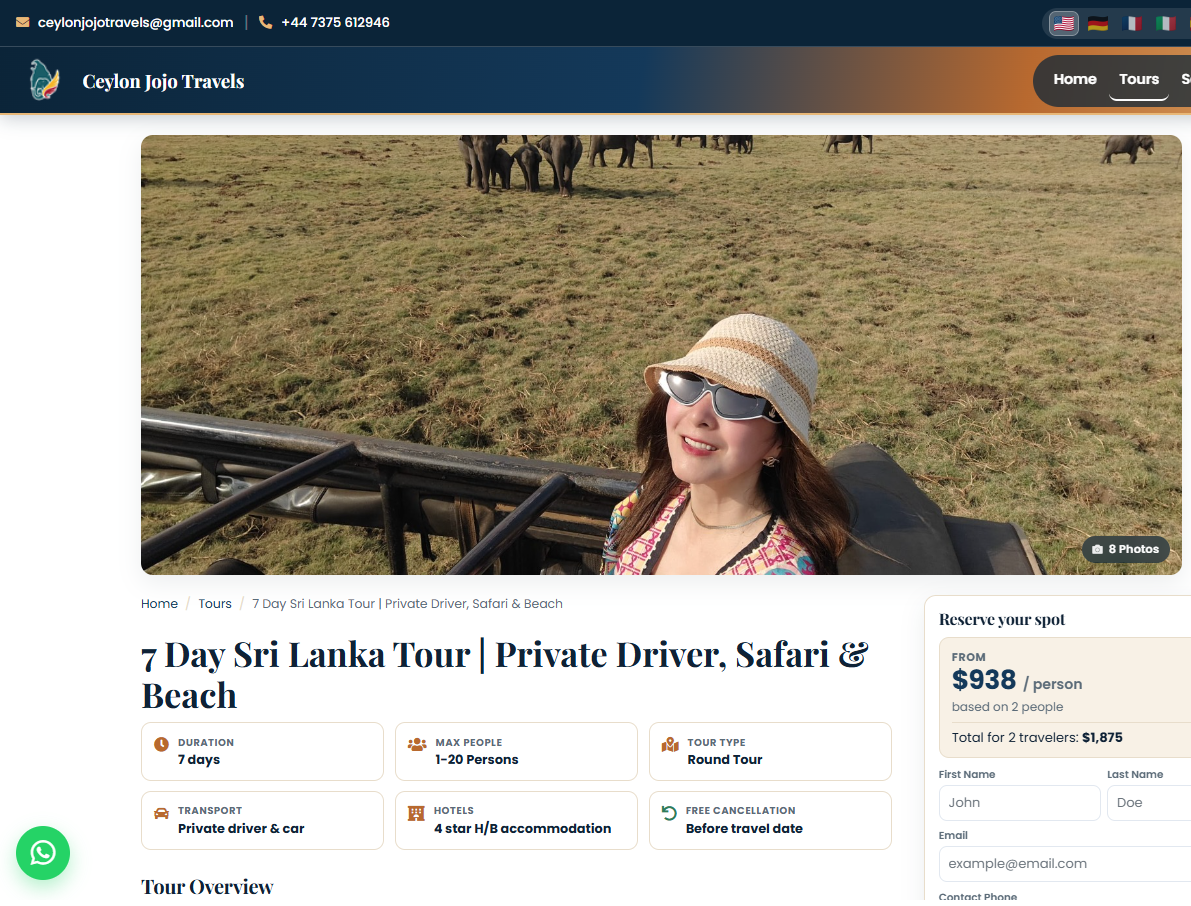 ceylonjojotravels@gmail.com | +44 7375 612946
Ceylon Jojo Travels
Home Tours
8 Photos
Home / Tours / 7 Day Sri Lanka Tour | Private Driver, Safari & Beach
7 Day Sri Lanka Tour | Private Driver, Safari &
Beach
DURATION
7 days
MAX PEOPLE
1-20 Persons
TOUR TYPE
Round Tour
TRANSPORT
Private driver & car
HOTELS
4 star H/B accommodation
FREE CANCELLATION
Before travel date
Tour Overview
Reserve your spot
FROM
$938 / person
based on 2 people
Total for 2 travelers: $1,875
First Name
Last Name
John
Doe
Email
example@email.com
Contact Phone